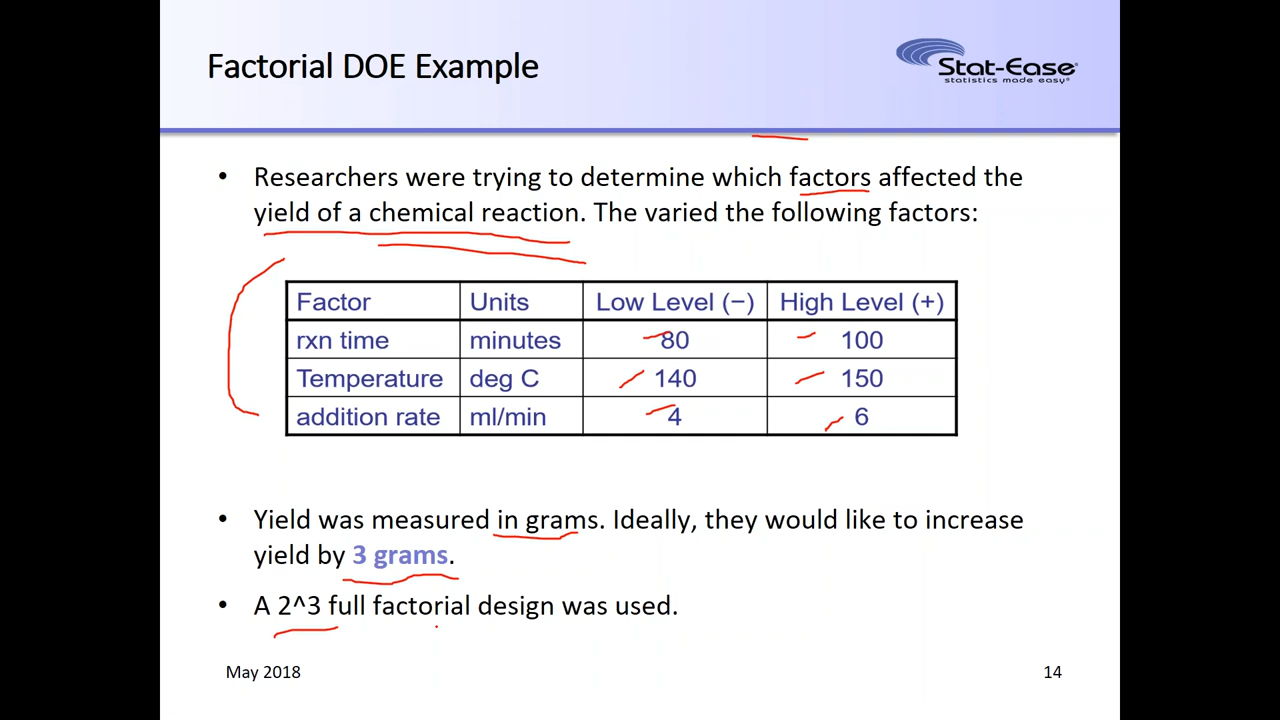 Factorial DOE Example
Stat-Ease®
statistics made easy®
• Researchers were trying to determine which factors affected the
yield of a chemical reaction. The varied the following factors:
Factor Units Low Level (−) High Level (+)
rxn time minutes 80 100
Temperature deg C 140 150
addition rate ml/min 4 6
• Yield was measured in grams. Ideally, they would like to increase
yield by 3 grams.
• A 2^3 full factorial design was used.
May 2018 14